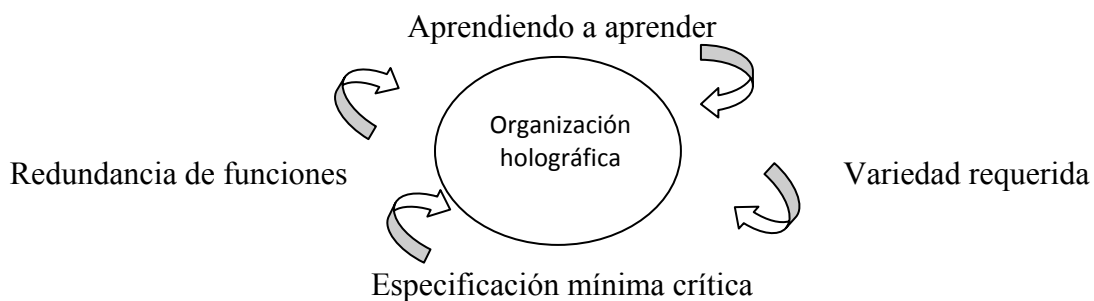 Aprendiendo a aprender
Organización
holográfica
Redundancia de funciones
Variedad requerida
Especificación mínima crítica